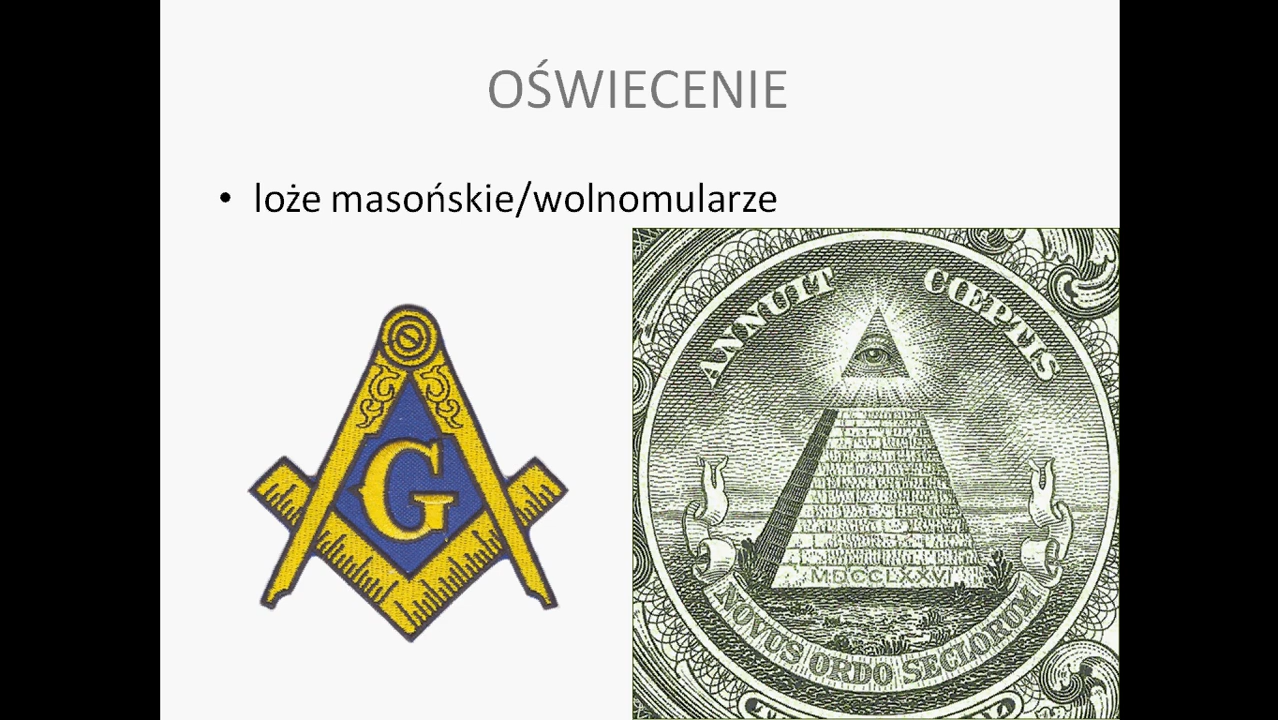 OŚWIECENIE
• loże masońskie/wolnomularze
G
ANNUIT CŒPTIS
MDCCLXXVI
NOVUS ORDO SECLORUM